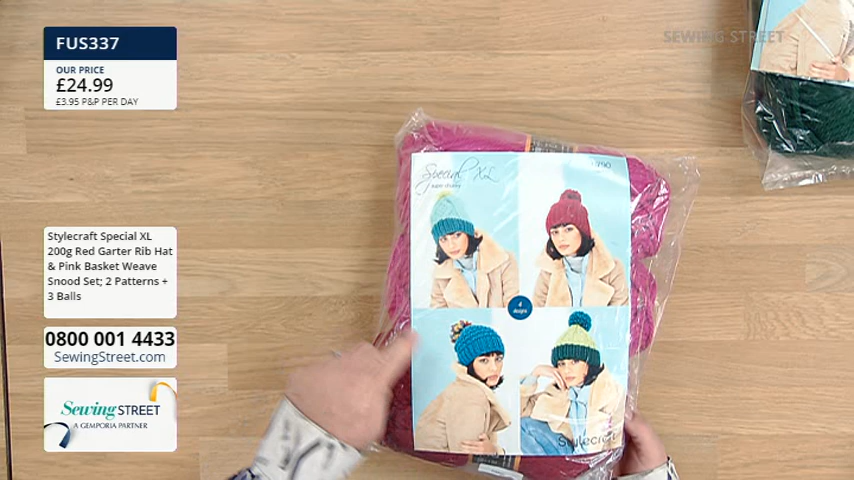 FUS337
OUR PRICE
£24.99
£3.95 P&P PER DAY
SEWING STREET
Special XL
super chunky
4
designs
Stylecraft Special XL
200g Red Garter Rib Hat
& Pink Basket Weave
Snood Set; 2 Patterns +
3 Balls
0800 001 4433
SewingStreet.com
Sewing STREET
A GEMPORIA PARTNER